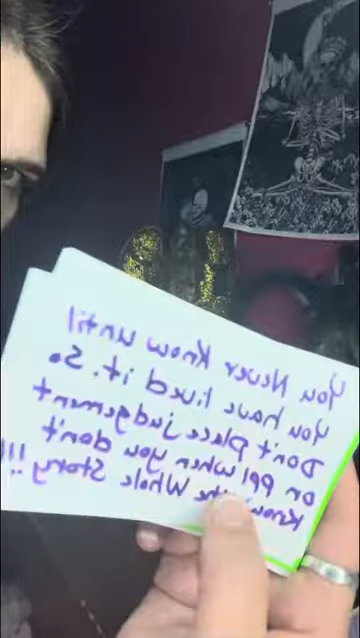 You Never Know until
you have lived it. So
Don't place judgement
on ppl when you don't
Know the Whole Story!!!!